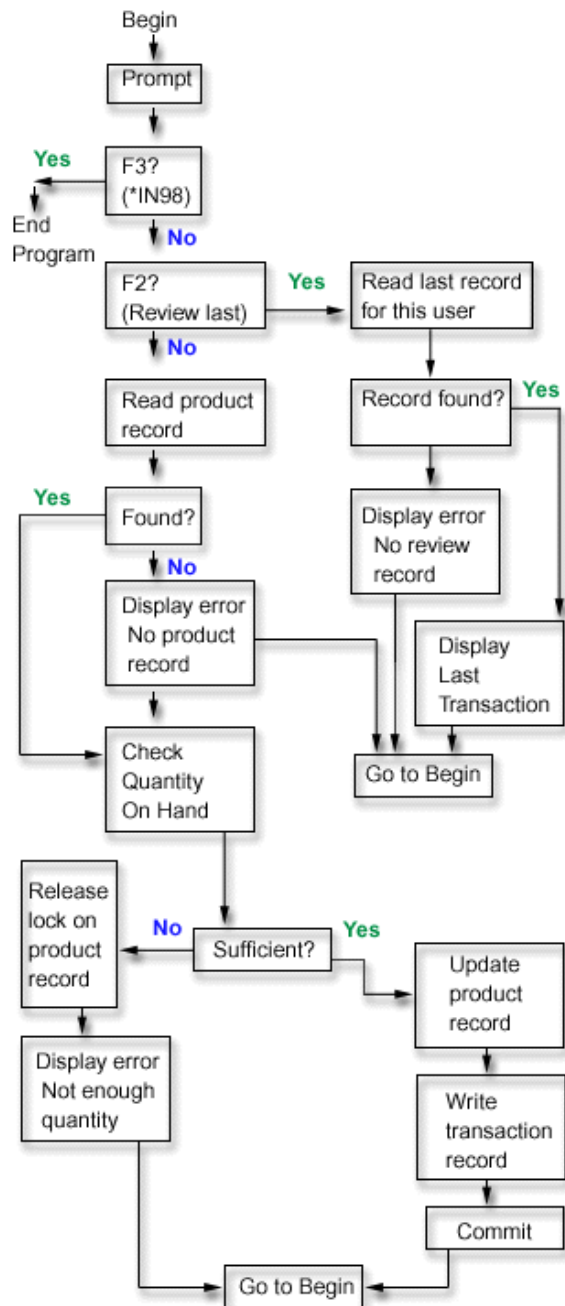 Begin
Prompt
Yes
F3?
(*IN98)
End
Program
No
F2?
(Review last)
Yes
Read last record
for this user
No
Read product
record
Record found?
Yes
Yes
Found?
Display error
No review
record
No
Display error
No product
record
Display
Last
Transaction
Check
Quantity
On Hand
Go to Begin
Release
lock on
product
record
No
Sufficient?
Yes
Update
product
record
Display error
Not enough
quantity
Write
transaction
record
Commit
Go to Begin